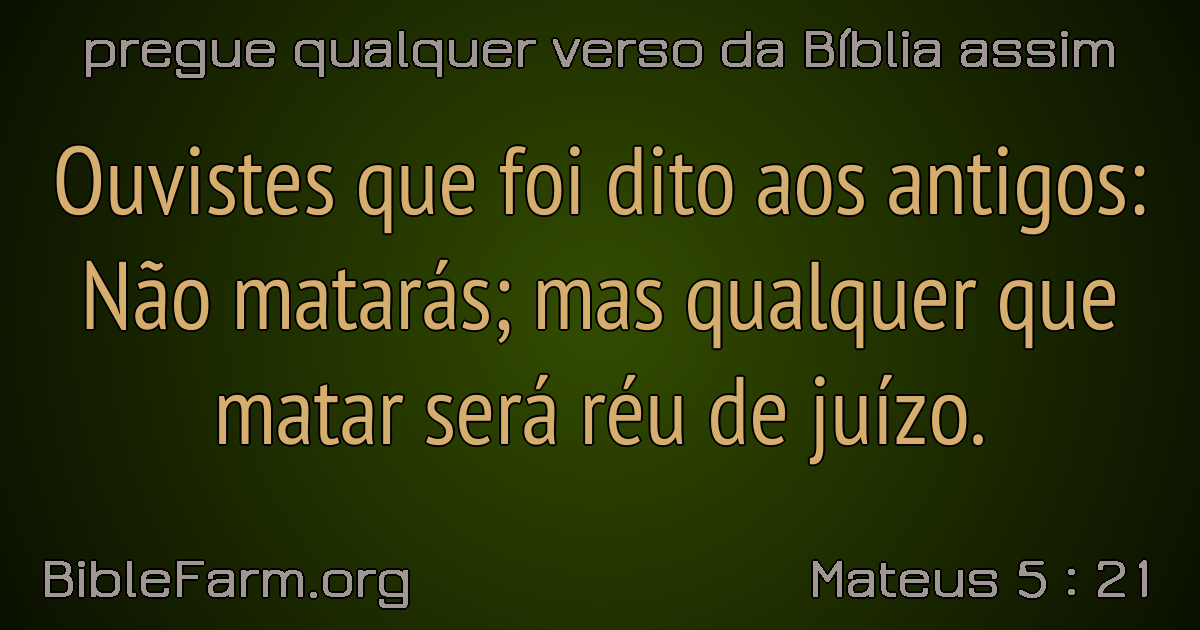 pregue qualquer verso da Bíblia assim
Ouvistes que foi dito aos antigos:
Não matarás; mas qualquer que
matar será réu de juízo.
BibleFarm.org
Mateus 5 : 21